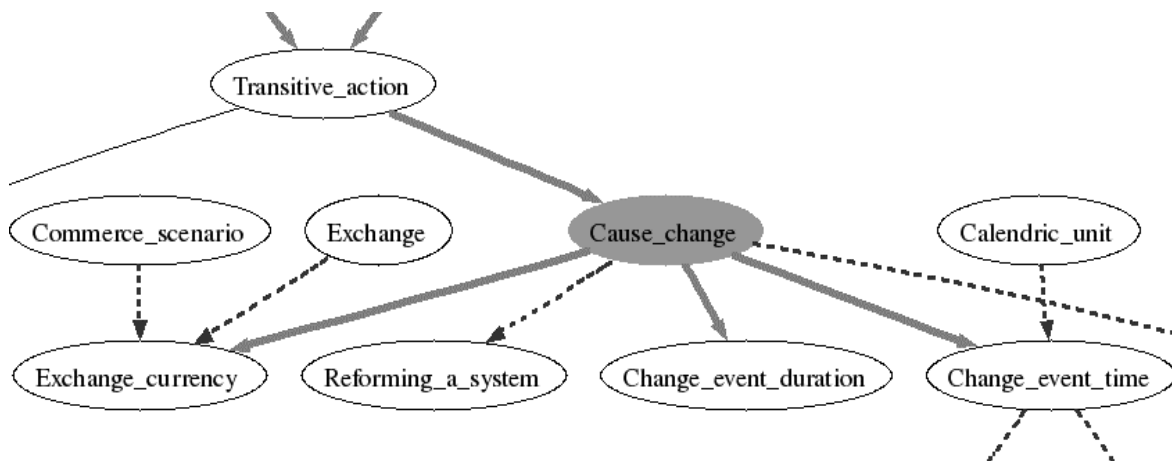 Transitive_action
Commerce_scenario
Exchange
Cause_change
Calendric_unit
Exchange_currency
Reforming_a_system
Change_event_duration
Change_event_time